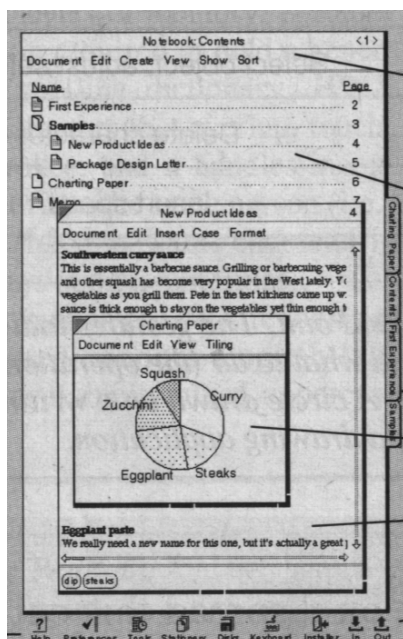 Notebook: Contents <1>
Document Edit Create View Show Sort
Name Page
First Experience 2
Samples 3
New Product Ideas 4
Package Design Letter 5
Charting Paper 6
Memo 7
New Product Ideas 4
Document Edit Insert Case Format
Southwestern curry sauce
This is essentially a barbecue sauce. Grilling or barbecuing vege
and other squash has become very popular in the West lately. Yo
vegetables as you grill them. Pete in the test kitchens came up w
sauce is thick enough to stay on the vegetables yet thin enough t
Charting Paper
Document Edit View Tiling
Squash
Curry
Zucchini
Eggplant
Steaks
Eggplant paste
We really need a new name for this one, but it's actually a great
dip steaks
Charting Paper
Contents
First Experience
Samples
Help Preferences Tools Stationery Disks Keyboard Installer In Out